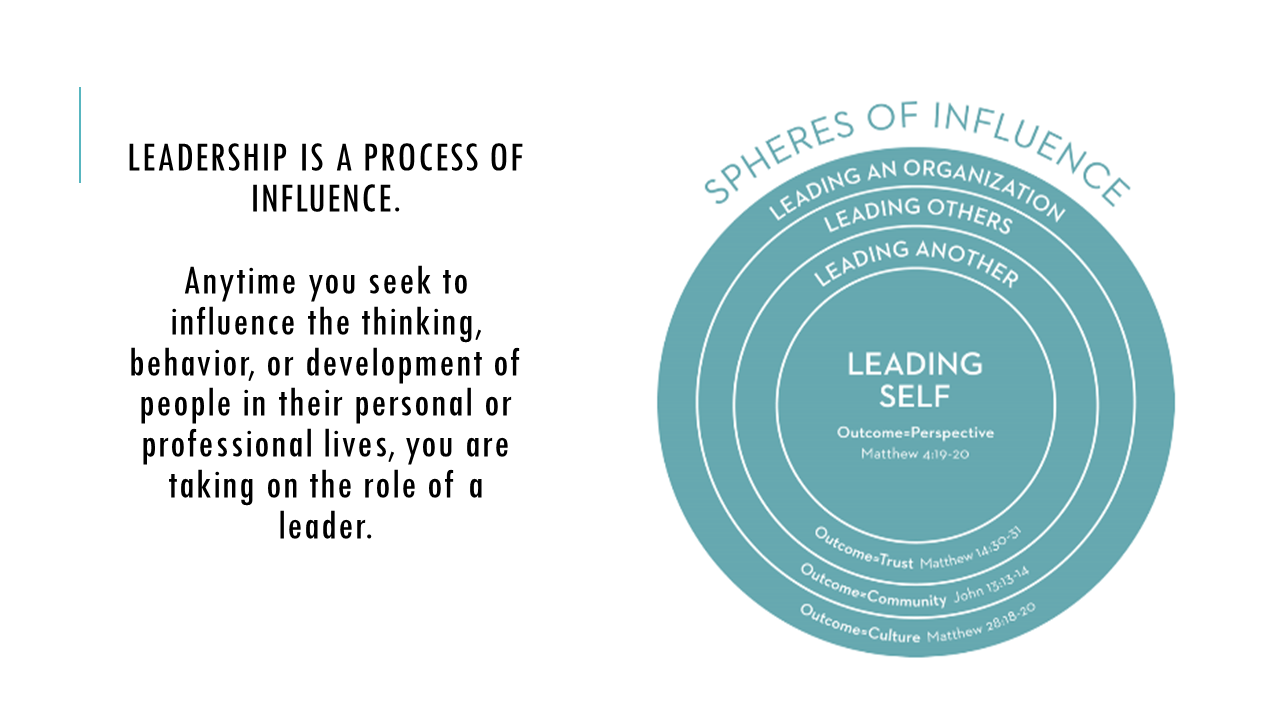 LEADERSHIP IS A PROCESS OF
INFLUENCE.
Anytime you seek to
influence the thinking,
behavior, or development of
people in their personal or
professional lives, you are
taking on the role of a
leader.
SPHERES OF INFLUENCE
LEADING AN ORGANIZATION
LEADING OTHERS
LEADING ANOTHER
LEADING
SELF
Outcome=Perspective
Matthew 4:19-20
Outcome=Trust Matthew 14:30-31
Outcome=Community John 13:13-14
Outcome=Culture Matthew 28:18-20